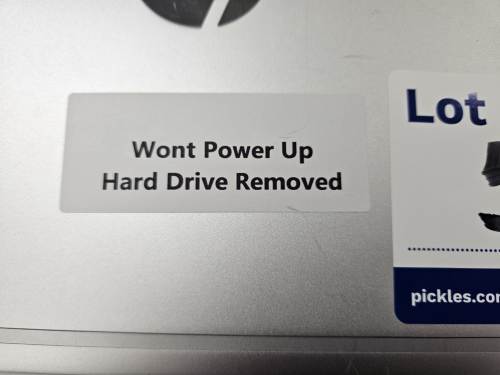 Wont Power Up
Hard Drive Removed
Lot
pickles.com